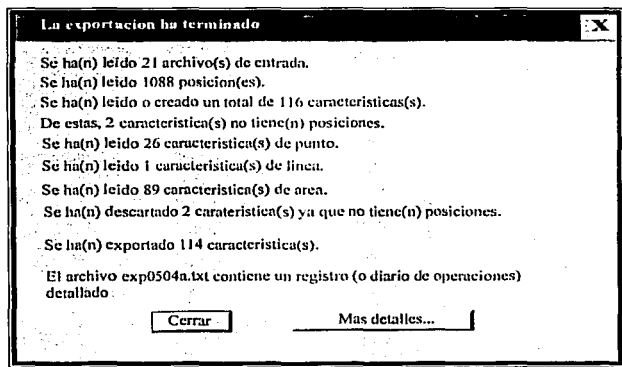 La exportacion ha terminado
X
Se ha(n) leído 21 archivo(s) de entrada.
Se ha(n) leido 1088 posicion(es).
Se ha(n) leido o creado un total de 116 caracteristicas(s).
De estas, 2 caracteristica(s) no tiene(n) posiciones.
Se ha(n) leido 26 caracteristica(s) de punto.
Se ha(n) leido 1 caracteristica(s) de linea.
Se ha(n) leido 89 caracteristica(s) de area.
Se ha(n) descartado 2 carateristica(s) ya que no tiene(n) posiciones.
Se ha(n) exportado 114 caracteristica(s).
El archivo exp0504a.txt contiene un registro (o diario de operaciones)
detallado
Cerrar
Mas detalles...